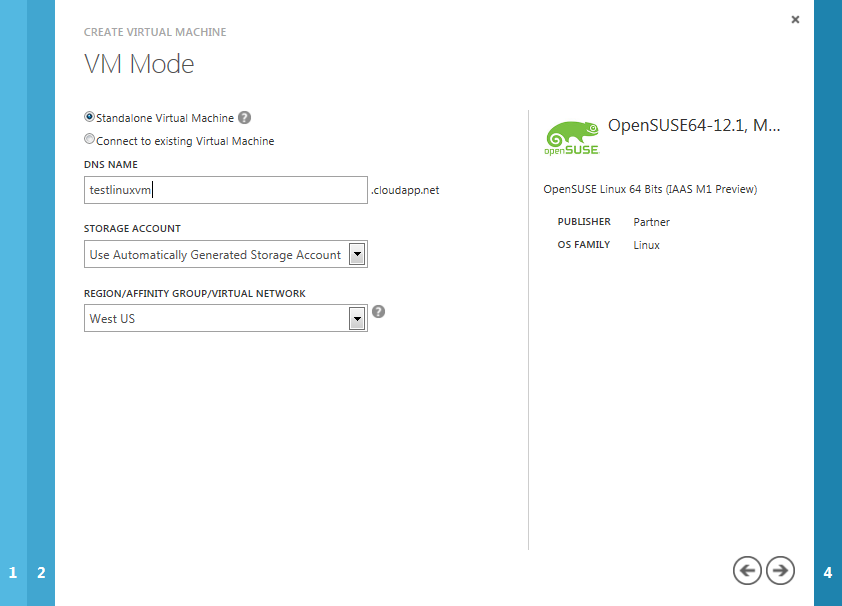 CREATE VIRTUAL MACHINE
VM Mode
Standalone Virtual Machine ?
Connect to existing Virtual Machine
DNS NAME
testlinuxvm .cloudapp.net
STORAGE ACCOUNT
Use Automatically Generated Storage Account
REGION/AFFINITY GROUP/VIRTUAL NETWORK
West US ?
openSUSE
OpenSUSE64-12.1, M...
OpenSUSE Linux 64 Bits (IAAS M1 Preview)
PUBLISHER Partner
OS FAMILY Linux
1 2
4